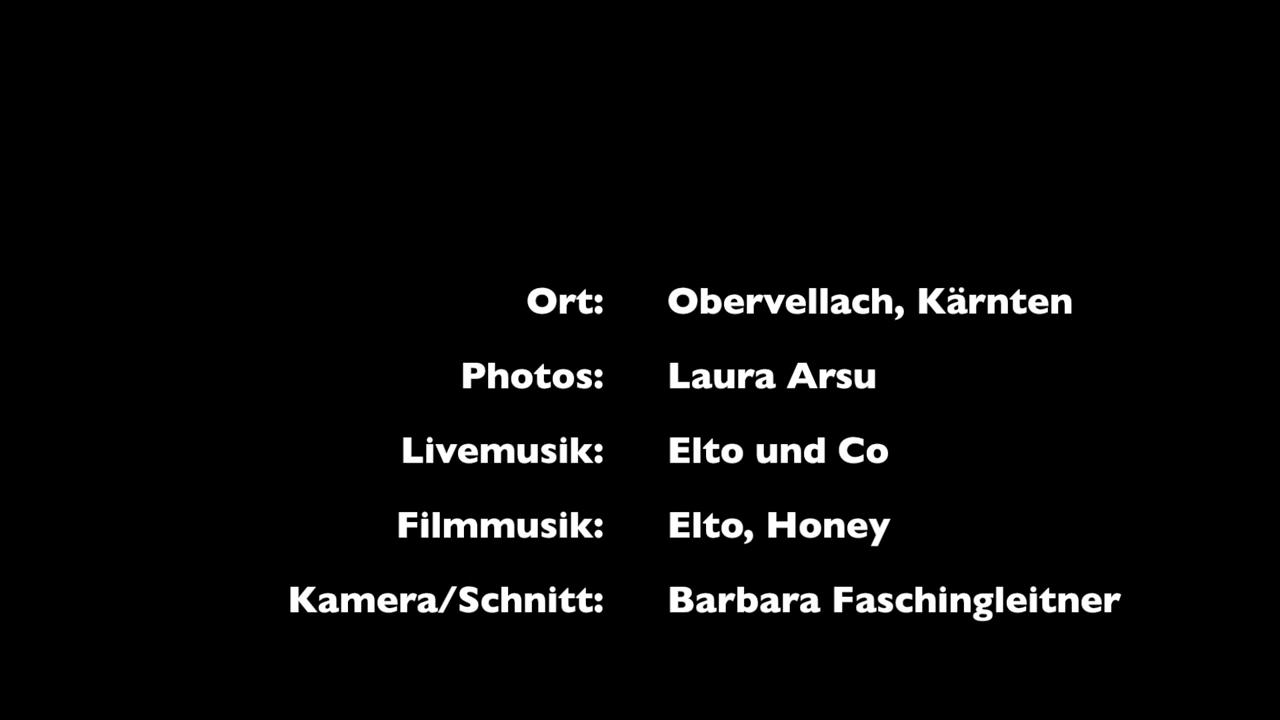 Ort: Obervellach, Kärnten
Photos: Laura Arsu
Livemusik: Elto und Co
Filmmusik: Elto, Honey
Kamera/Schnitt: Barbara Faschingleitner